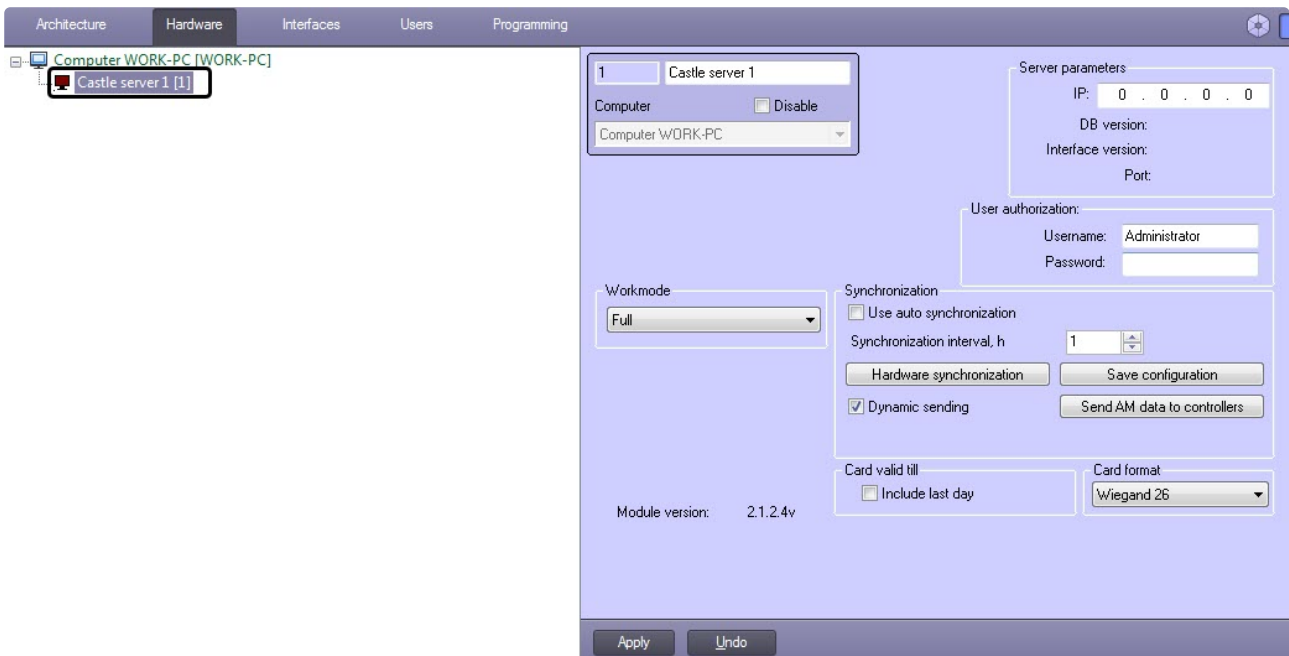 Architecture Hardware Interfaces Users Programming
Computer WORK-PC [WORK-PC]
Castle server 1 [1]
1 Castle server 1
Computer Disable
Computer WORK-PC
Server parameters
IP: 0 . 0 . 0 . 0
DB version:
Interface version:
Port:
User authorization:
Username: Administrator
Password:
Workmode
Full
Synchronization
Use auto synchronization
Synchronization interval, h 1
Hardware synchronization Save configuration
Dynamic sending Send AM data to controllers
Card valid till
Include last day
Card format
Wiegand 26
Module version: 2.1.2.4v
Apply Undo